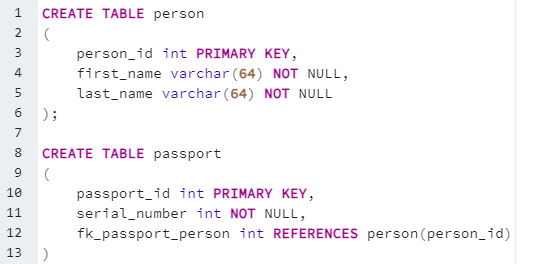 1 CREATE TABLE person
2 (
3     person_id int PRIMARY KEY,
4     first_name varchar(64) NOT NULL,
5     last_name varchar(64) NOT NULL
6 );
7
8 CREATE TABLE passport
9 (
10     passport_id int PRIMARY KEY,
11     serial_number int NOT NULL,
12     fk_passport_person int REFERENCES person(person_id)
13 )